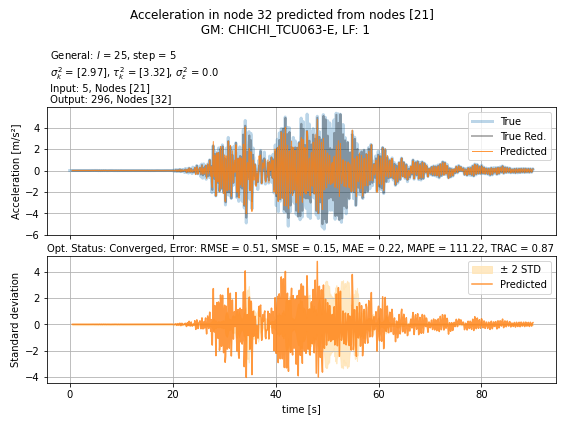 Acceleration in node 32 predicted from nodes [21]
GM: CHICHI_TCU063-E, LF: 1
General: l = 25, step = 5
σ²ₖ = [2.97], τ²ₖ = [3.32], σ²ε = 0.0
Input: 5, Nodes [21]
Output: 296, Nodes [32]
Acceleration [m/s²]
4
2
0
−2
−4
−6
True
True Red.
Predicted
Opt. Status: Converged, Error: RMSE = 0.51, SMSE = 0.15, MAE = 0.22, MAPE = 111.22, TRAC = 0.87
Standard deviation
4
2
0
−2
−4
± 2 STD
Predicted
0 20 40 60 80
time [s]